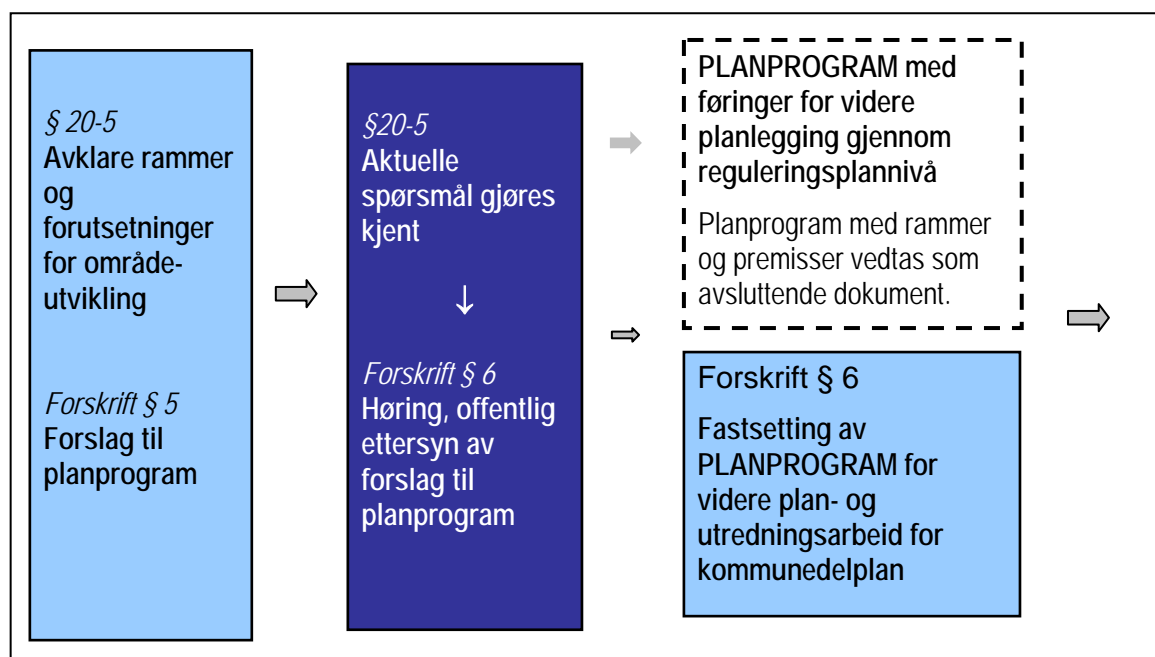 § 20-5
Avklare rammer
og
forutsetninger
for område-
utvikling
Forskrift § 5
Forslag til
planprogram
§20-5
Aktuelle
spørsmål gjøres
kjent
↓
Forskrift § 6
Høring, offentlig
ettersyn av
forslag til
planprogram
PLANPROGRAM med
føringer for videre
planlegging gjennom
reguleringsplannivå
Planprogram med rammer
og premisser vedtas som
avsluttende dokument.
Forskrift § 6
Fastsetting av
PLANPROGRAM for
videre plan- og
utredningsarbeid for
kommunedelplan